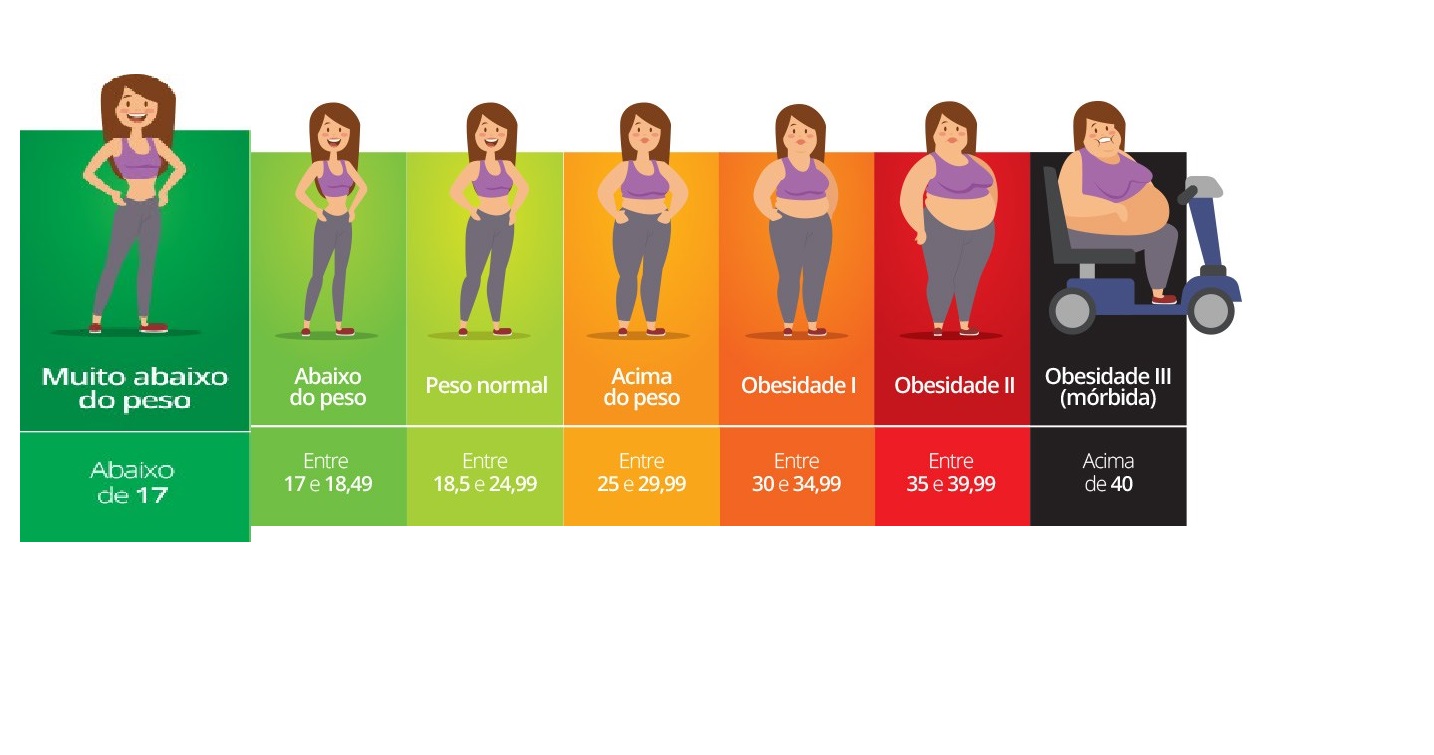 Muito abaixo
do peso
Abaixo
de 17
Abaixo
do peso
Entre
17 e 18,49
Peso normal
Entre
18,5 e 24,99
Acima
do peso
Entre
25 e 29,99
Obesidade I
Entre
30 e 34,99
Obesidade II
Entre
35 e 39,99
Obesidade III
(mórbida)
Acima
de 40